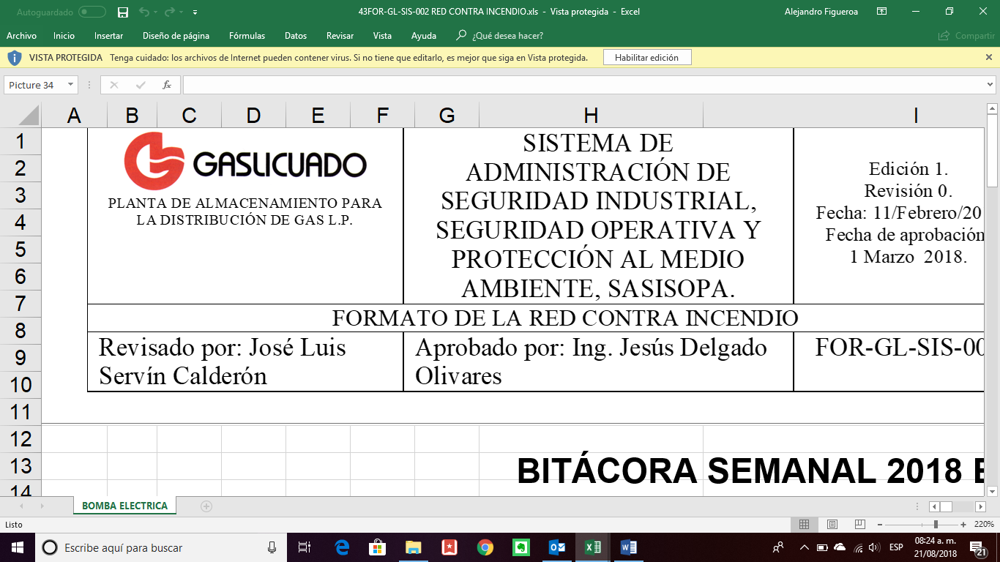 Autoguardado
43FOR-GL-SIS-002 RED CONTRA INCENDIO.xls - Vista protegida - Excel
Alejandro Figueroa
Archivo Inicio Insertar Diseño de página Fórmulas Datos Revisar Vista Ayuda ¿Qué desea hacer? Compartir
VISTA PROTEGIDA Tenga cuidado: los archivos de Internet pueden contener virus. Si no tiene que editarlo, es mejor que siga en Vista protegida. Habilitar edición
Picture 34 fx
A B C D E F G H I
1
2
3
4
5
6
7
8
9
10
11
12
13
14
GASLICUADO
PLANTA DE ALMACENAMIENTO PARA
LA DISTRIBUCIÓN DE GAS L.P.
SISTEMA DE
ADMINISTRACIÓN DE
SEGURIDAD INDUSTRIAL,
SEGURIDAD OPERATIVA Y
PROTECCIÓN AL MEDIO
AMBIENTE, SASISOPA.
Edición 1.
Revisión 0.
Fecha: 11/Febrero/20
Fecha de aprobación
1 Marzo 2018.
FORMATO DE LA RED CONTRA INCENDIO
Revisado por: José Luis
Servín Calderón
Aprobado por: Ing. Jesús Delgado
Olivares
FOR-GL-SIS-00
BITÁCORA SEMANAL 2018 E
BOMBA ELECTRICA
Listo
220%
Escribe aquí para buscar
ESP
08:24 a. m.
21/08/2018
21